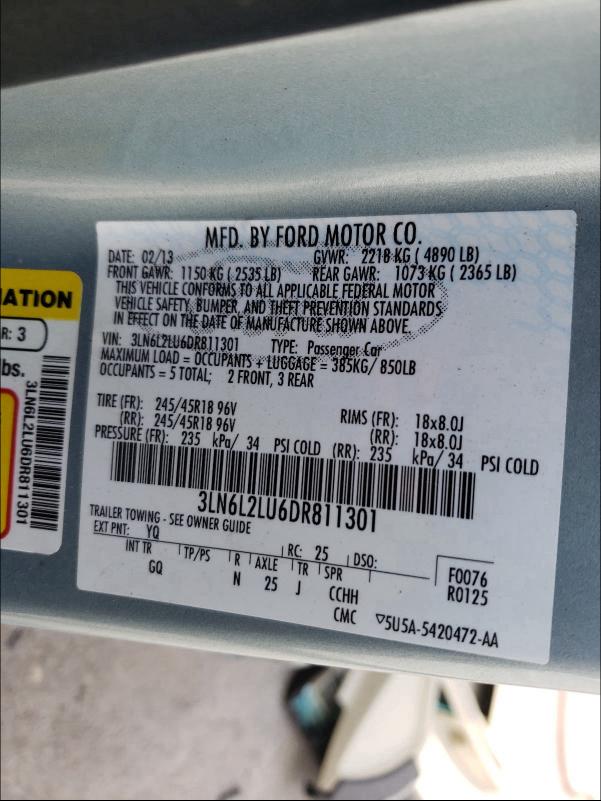 MFD. BY FORD MOTOR CO.
DATE: 02/13 GVWR: 2218 KG ( 4890 LB)
FRONT GAWR: 1150 KG ( 2535 LB) REAR GAWR: 1073 KG ( 2365 LB)
THIS VEHICLE CONFORMS TO ALL APPLICABLE FEDERAL MOTOR
VEHICLE SAFETY, BUMPER, AND THEFT PREVENTION STANDARDS
IN EFFECT ON THE DATE OF MANUFACTURE SHOWN ABOVE.
VIN: 3LN6L2LU6DR811301 TYPE: Passenger Car
MAXIMUM LOAD = OCCUPANTS + LUGGAGE = 385KG/ 850LB
OCCUPANTS = 5 TOTAL; 2 FRONT, 3 REAR
TIRE (FR): 245/45R18 96V RIMS (FR): 18x8.0J
(RR): 245/45R18 96V (RR): 18x8.0J
PRESSURE (FR): 235 kPa/ 34 PSI COLD (RR): 235 kPa/ 34 PSI COLD
3LN6L2LU6DR811301
TRAILER TOWING - SEE OWNER GUIDE
EXT PNT: YQ RC: 25 DSO:
INT TR TP/PS R AXLE TR SPR F0076
GQ N 25 J CCHH R0125
CMC ▽5U5A-5420472-AA
MATION
R: 3
lbs.
3LN6L2LU6DR811301